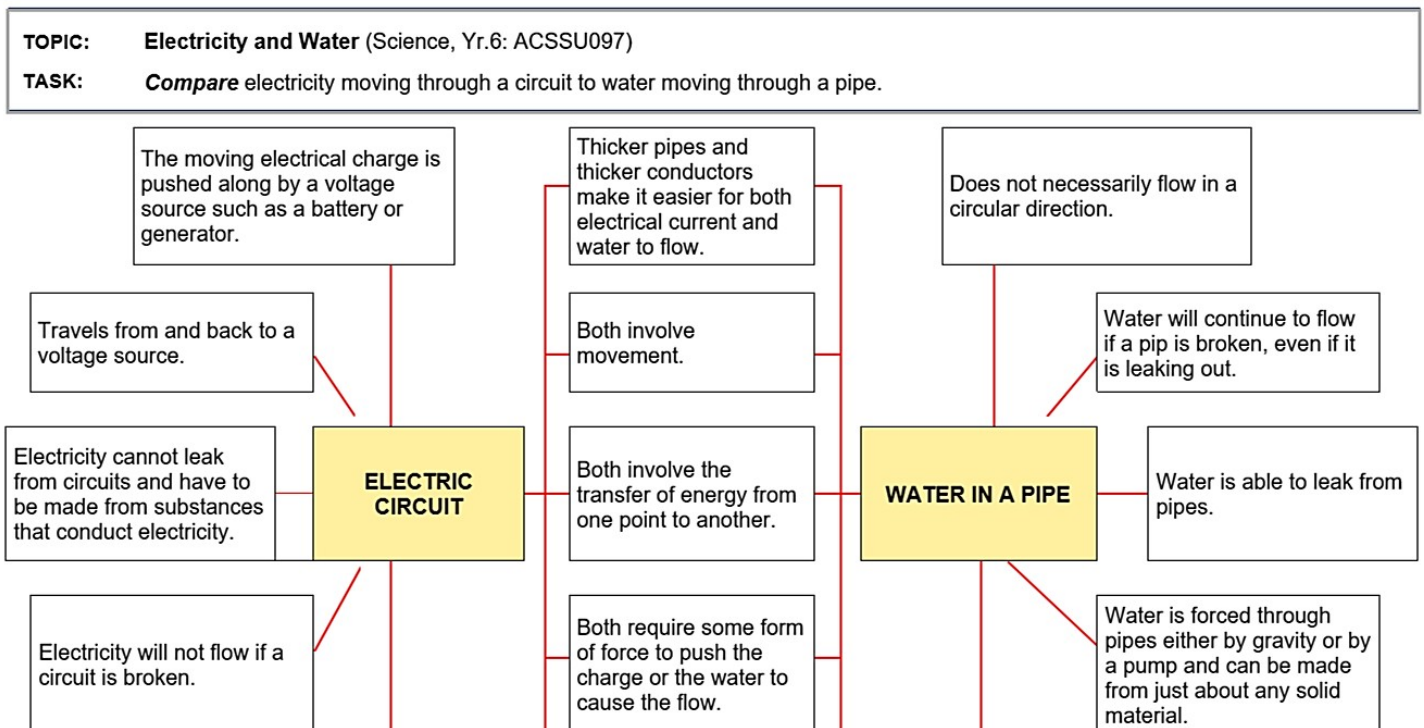 TOPIC: Electricity and Water (Science, Yr.6: ACSSU097)
TASK: Compare electricity moving through a circuit to water moving through a pipe.
The moving electrical charge is
pushed along by a voltage
source such as a battery or
generator.
Thicker pipes and
thicker conductors
make it easier for both
electrical current and
water to flow.
Does not necessarily flow in a
circular direction.
Travels from and back to a
voltage source.
Both involve
movement.
Water will continue to flow
if a pip is broken, even if it
is leaking out.
Electricity cannot leak
from circuits and have to
be made from substances
that conduct electricity.
ELECTRIC
CIRCUIT
Both involve the
transfer of energy from
one point to another.
WATER IN A PIPE
Water is able to leak from
pipes.
Electricity will not flow if a
circuit is broken.
Both require some form
of force to push the
charge or the water to
cause the flow.
Water is forced through
pipes either by gravity or by
a pump and can be made
from just about any solid
material.